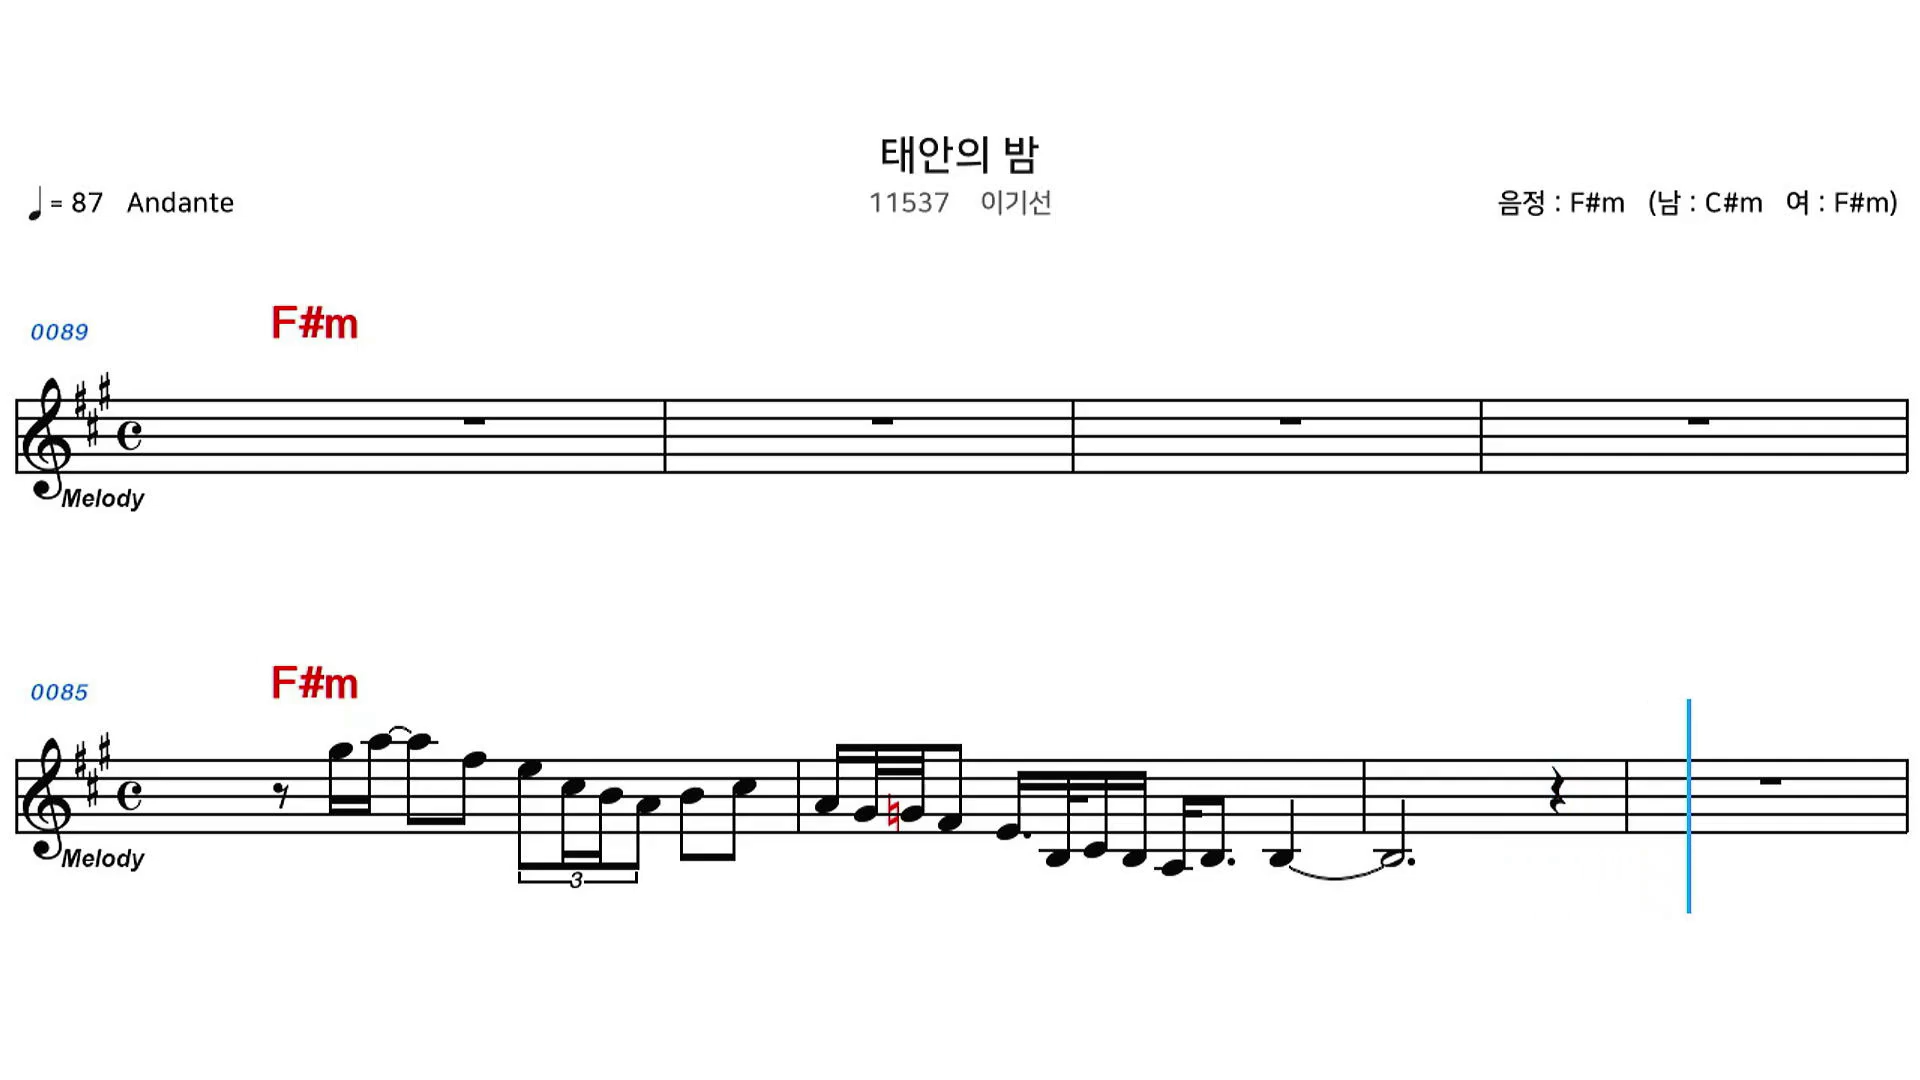 태안의 밤
♩ = 87 Andante
11537 이기선
음정 : F#m (남 : C#m 여 : F#m)
0089 F#m
Melody
0085 F#m
Melody
3